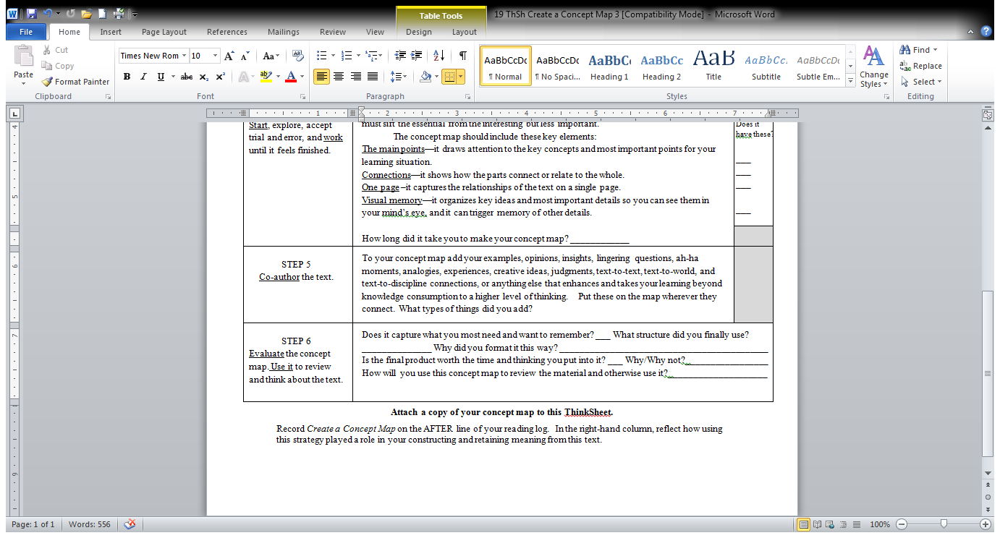 Table Tools
19 ThSh Create a Concept Map 3 [Compatibility Mode] - Microsoft Word
File Home Insert Page Layout References Mailings Review View Design Layout
Paste
Cut
Copy
Format Painter
Clipboard
Times New Rom 10
Font
Paragraph
AaBbCcDc AaBbCcDc AaBbC AaBbCc AaB AaBbCc. AaBbCcDc
¶ Normal ¶ No Spaci... Heading 1 Heading 2 Title Subtitle Subtle Em...
Change
Styles
Styles
Find
Replace
Select
Editing
1 2 3 4 5 6 7
Start, explore, accept
trial and error, and work
until it feels finished.
must sift the essential from the interesting but less important.
The concept map should include these key elements:
The main points—it draws attention to the key concepts and most important points for your
learning situation.
Connections—it shows how the parts connect or relate to the whole.
One page –it captures the relationships of the text on a single page.
Visual memory—it organizes key ideas and most important details so you can see them in
your mind's eye, and it can trigger memory of other details.
How long did it take you to make your concept map? ____________
Does it
have these?
___
___
___
___
STEP 5
Co-author the text.
To your concept map add your examples, opinions, insights, lingering questions, ah-ha
moments, analogies, experiences, creative ideas, judgments, text-to-text, text-to-world, and
text-to-discipline connections, or anything else that enhances and takes your learning beyond
knowledge consumption to a higher level of thinking. Put these on the map wherever they
connect. What types of things did you add?
STEP 6
Evaluate the concept
map. Use it to review
and think about the text.
Does it capture what you most need and want to remember? ___ What structure did you finally use?
______________ Why did you format it this way? __________________________________________
Is the final product worth the time and thinking you put into it? ___ Why/Why not?_________________
How will you use this concept map to review the material and otherwise use it?____________________
Attach a copy of your concept map to this ThinkSheet.
Record Create a Concept Map on the AFTER line of your reading log. In the right-hand column, reflect how using
this strategy played a role in your constructing and retaining meaning from this text.
Page: 1 of 1 Words: 556 100%